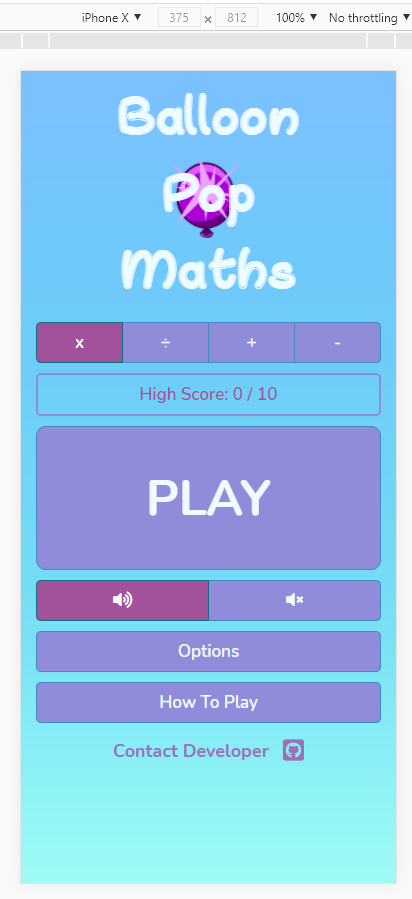 iPhone X ▼ 375 × 812 100% ▼ No throttling ▼
Balloon
Pop
Maths
x ÷ + -
High Score: 0 / 10
PLAY
Options
How To Play
Contact Developer